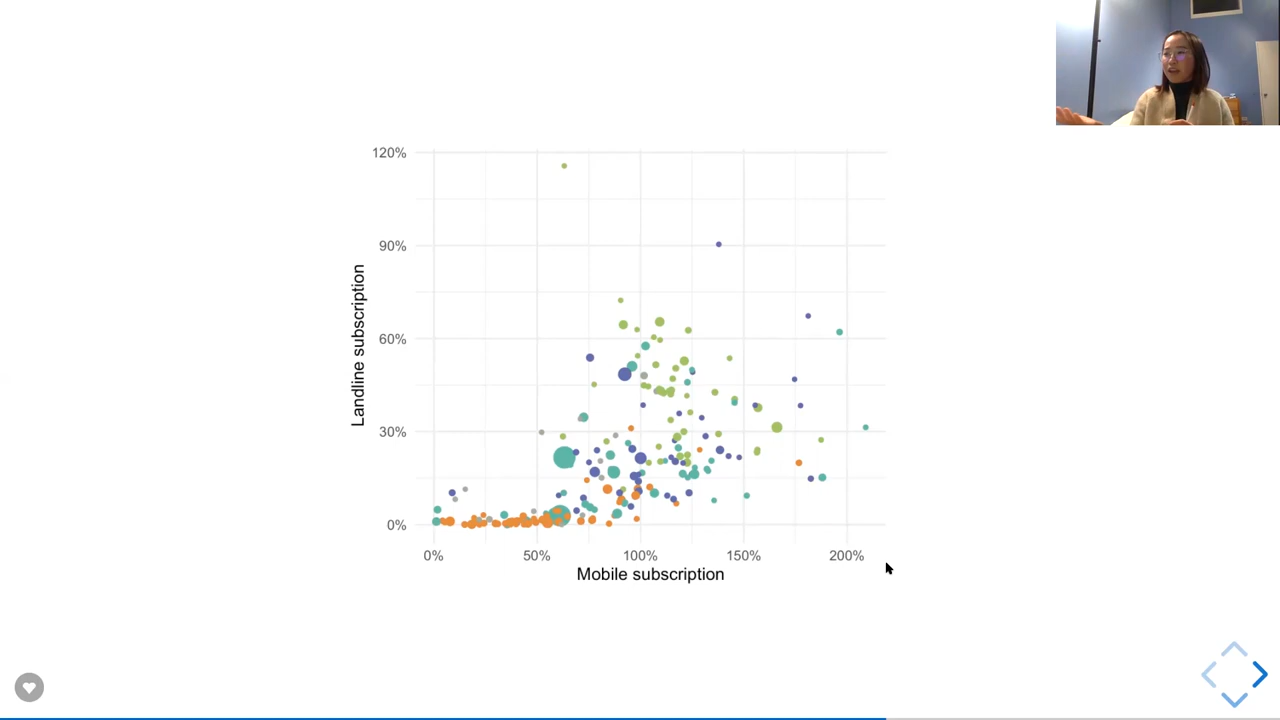 120%
90%
60%
30%
0%
Landline subscription
0% 50% 100% 150% 200%
Mobile subscription